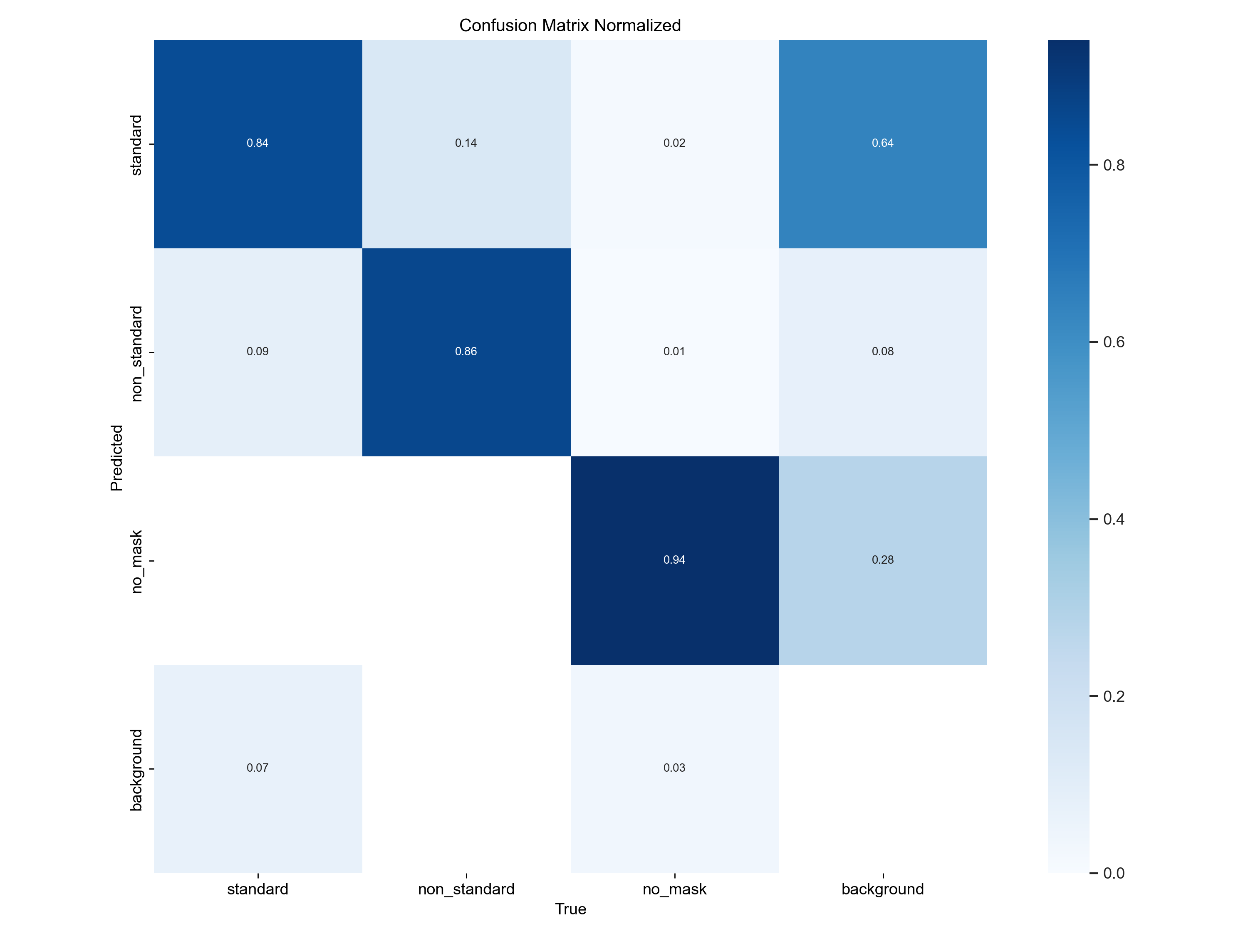 Confusion Matrix Normalized
standard
0.84
0.14
0.02
0.64
0.8
non_standard
0.09
0.86
0.01
0.08
0.6
Predicted
no_mask
0.94
0.28
0.4
background
0.07
0.03
0.2
0.0
standard
non_standard
no_mask
background
True